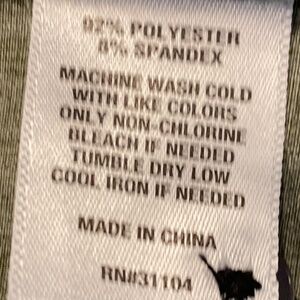 92% POLYESTER
8% SPANDEX
MACHINE WASH COLD
WITH LIKE COLORS
ONLY NON-CHLORINE
BLEACH IF NEEDED
TUMBLE DRY LOW
COOL IRON IF NEEDED
MADE IN CHINA
RN#31104